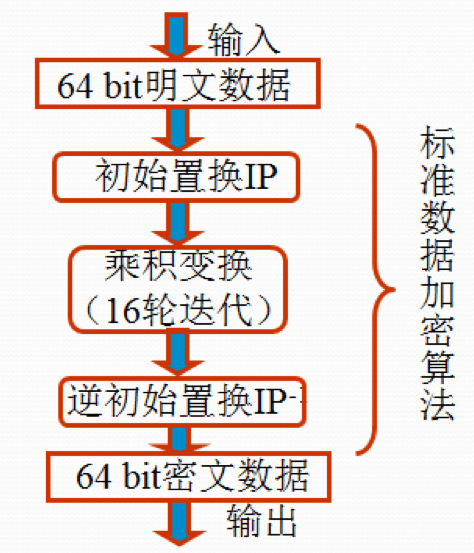 输入
64 bit明文数据
初始置换IP
乘积变换
（16轮迭代）
逆初始置换IP-
64 bit密文数据
输出
标准数据加密算法